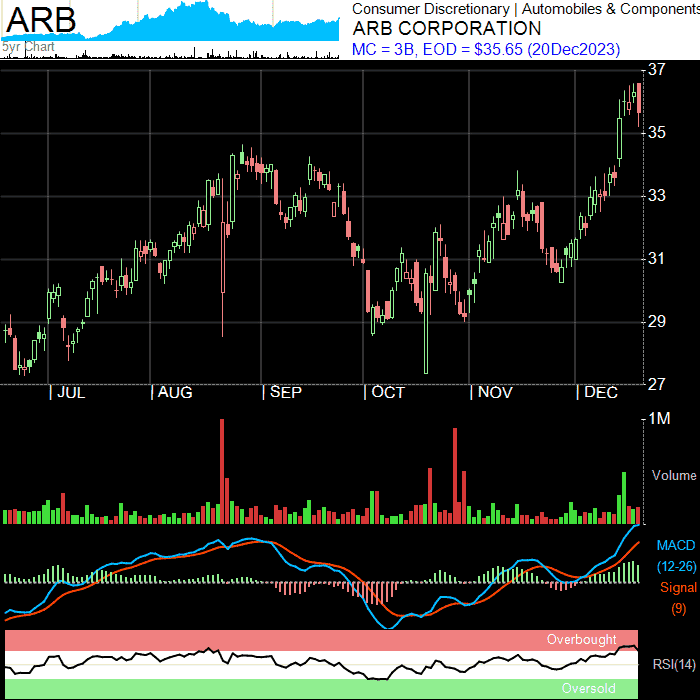 ARB
Consumer Discretionary | Automobiles & Components
ARB CORPORATION
MC = 3B, EOD = $35.65 (20Dec2023)
5yr Chart
37
35
33
31
29
27
| JUL | AUG | SEP | OCT | NOV | DEC
1M
Volume
MACD
(12-26)
Signal
(9)
Overbought
RSI(14)
Oversold